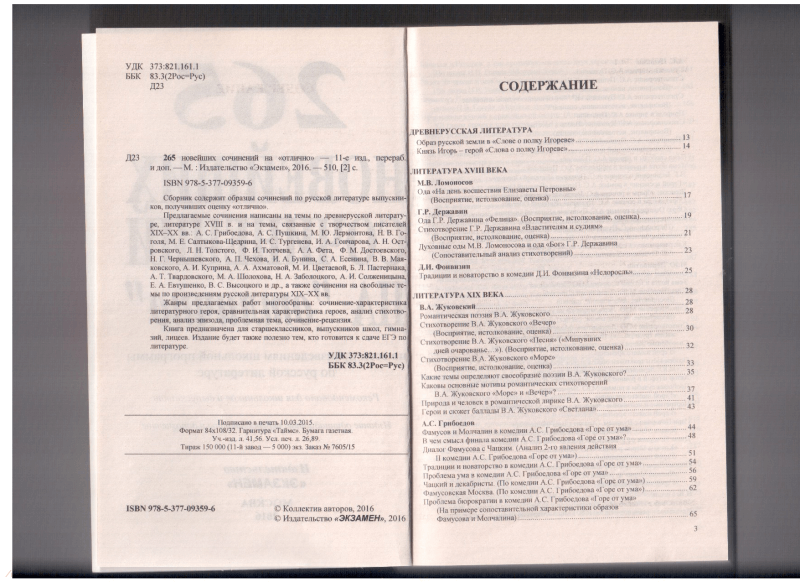 УДК 373:821.161.1
ББК 83.3(2Рос=Рус)
Д23
Д23 265 новейших сочинений на «отлично» — 11-е изд., перераб.
и доп. — М. : Издательство «Экзамен», 2016. — 510, [2] с.
ISBN 978-5-377-09359-6
Сборник содержит образцы сочинений по русской литературе выпускни-
ков, получивших оценку «отлично».
Предлагаемые сочинения написаны на темы по древнерусской литерату-
ре, литературе XVIII в. и на темы, связанные с творчеством писателей
XIX–XX вв.: А.С. Грибоедова, А.С. Пушкина, М.Ю. Лермонтова, Н.В. Го-
голя, М.Е. Салтыкова-Щедрина, И.С. Тургенева, И.А. Гончарова, А.Н. Ост-
ровского, Л.Н. Толстого, Ф.И. Тютчева, А.А. Фета, Ф.М. Достоевского,
Н.Г. Чернышевского, А.П. Чехова, И.А. Бунина, С.А. Есенина, В.В. Мая-
ковского, А.И. Куприна, А.А. Ахматовой, М.И. Цветаевой, Б.Л. Пастернака,
А.Т. Твардовского, М.А. Шолохова, Н.А. Заболоцкого, А.И. Солженицына,
Е.А. Евтушенко, В.С. Высоцкого и др., а также сочинения на свободные те-
мы по произведениям русской литературы XIX–XX вв.
Жанры предлагаемых работ многообразны: сочинение-характеристика
литературного героя, сравнительная характеристика героев, анализ стихотво-
рения, анализ эпизода, проблемная тема, сочинение-рецензия.
Книга предназначена для старшеклассников, выпускников школ, гимна-
зий, лицеев. Издание будет также полезно тем, кто готовится к сдаче ЕГЭ по
литературе.
УДК 373:821.161.1
ББК 83.3(2Рос=Рус)
Подписано в печать 10.03.2015.
Формат 84x108/32. Гарнитура «Таймс». Бумага газетная.
Уч.-изд. л. 41,56. Усл. печ. л. 26,89.
Тираж 150 000 (11-й завод — 5 000) экз. Заказ № 7605/15
ISBN 978-5-377-09359-6
© Коллектив авторов, 2016
© Издательство «ЭКЗАМЕН», 2016
СОДЕРЖАНИЕ
ДРЕВНЕРУССКАЯ ЛИТЕРАТУРА
Образ русской земли в «Слове о полку Игореве» 13
Князь Игорь – герой «Слова о полку Игореве» 14
ЛИТЕРАТУРА XVIII ВЕКА
М.В. Ломоносов
Ода «На день восшествия Елизаветы Петровны»
(Восприятие, истолкование, оценка) 17
Г.Р. Державин
Ода Г.Р. Державина «Фелица». (Восприятие, истолкование, оценка) 19
Стихотворение Г.Р. Державина «Властителям и судиям»
(Восприятие, истолкование, оценка) 21
Духовные оды М.В. Ломоносова и ода «Бог» Г.Р. Державина
(Сопоставительный анализ стихотворений) 23
Д.И. Фонвизин
Традиции и новаторство в комедии Д.И. Фонвизина «Недоросль» 25
ЛИТЕРАТУРА XIX ВЕКА 28
В.А. Жуковский
Романтическая поэзия В.А. Жуковского 28
Стихотворение В.А. Жуковского «Вечер»
(Восприятие, истолкование, оценка) 30
Стихотворение В.А. Жуковского «Песня» («Минувших
дней очарованье...»). (Восприятие, истолкование, оценка) 32
Стихотворение В.А. Жуковского «Море»
(Восприятие, истолкование, оценка) 33
Какие темы определяют своеобразие поэзии В.А. Жуковского? 35
Каковы основные мотивы романтических стихотворений
В.А. Жуковского «Море» и «Вечер»? 37
Природа и человек в романтической лирике В.А. Жуковского 41
Герои и сюжет баллады В.А. Жуковского «Светлана» 43
А.С. Грибоедов
Фамусов и Молчалин в комедии А.С. Грибоедова «Горе от ума» 44
В чем смысл финала комедии А.С. Грибоедова «Горе от ума»? 48
Диалог Фамусова с Чацким (Анализ 2-го явления действия
II комедии А.С. Грибоедова «Горе от ума») 51
Традиции и новаторство в комедии А.С. Грибоедова «Горе от ума» 54
Проблема ума в комедии А.С. Грибоедова «Горе от ума» 56
Чацкий и декабристы (По комедии А.С. Грибоедова «Горе от ума») 59
Фамусовская Москва (По комедии А.С. Грибоедова «Горе от ума») 62
Проблема бюрократии в комедии А.С. Грибоедова «Горе от ума»
(На примере сопоставительной характеристики образов
Фамусова и Молчалина) 65
3